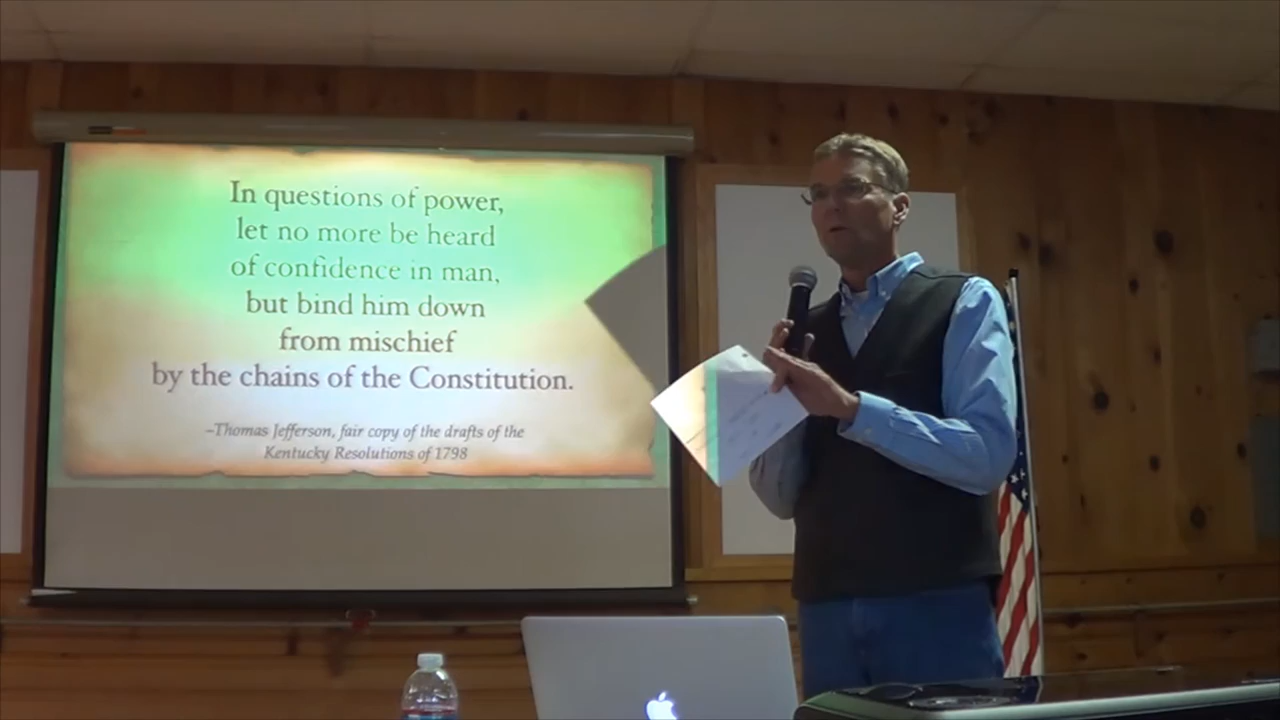 In questions of power,
let no more be heard
of confidence in man,
but bind him down
from mischief
by the chains of the Constitution.
–Thomas Jefferson, fair copy of the drafts of the
Kentucky Resolutions of 1798